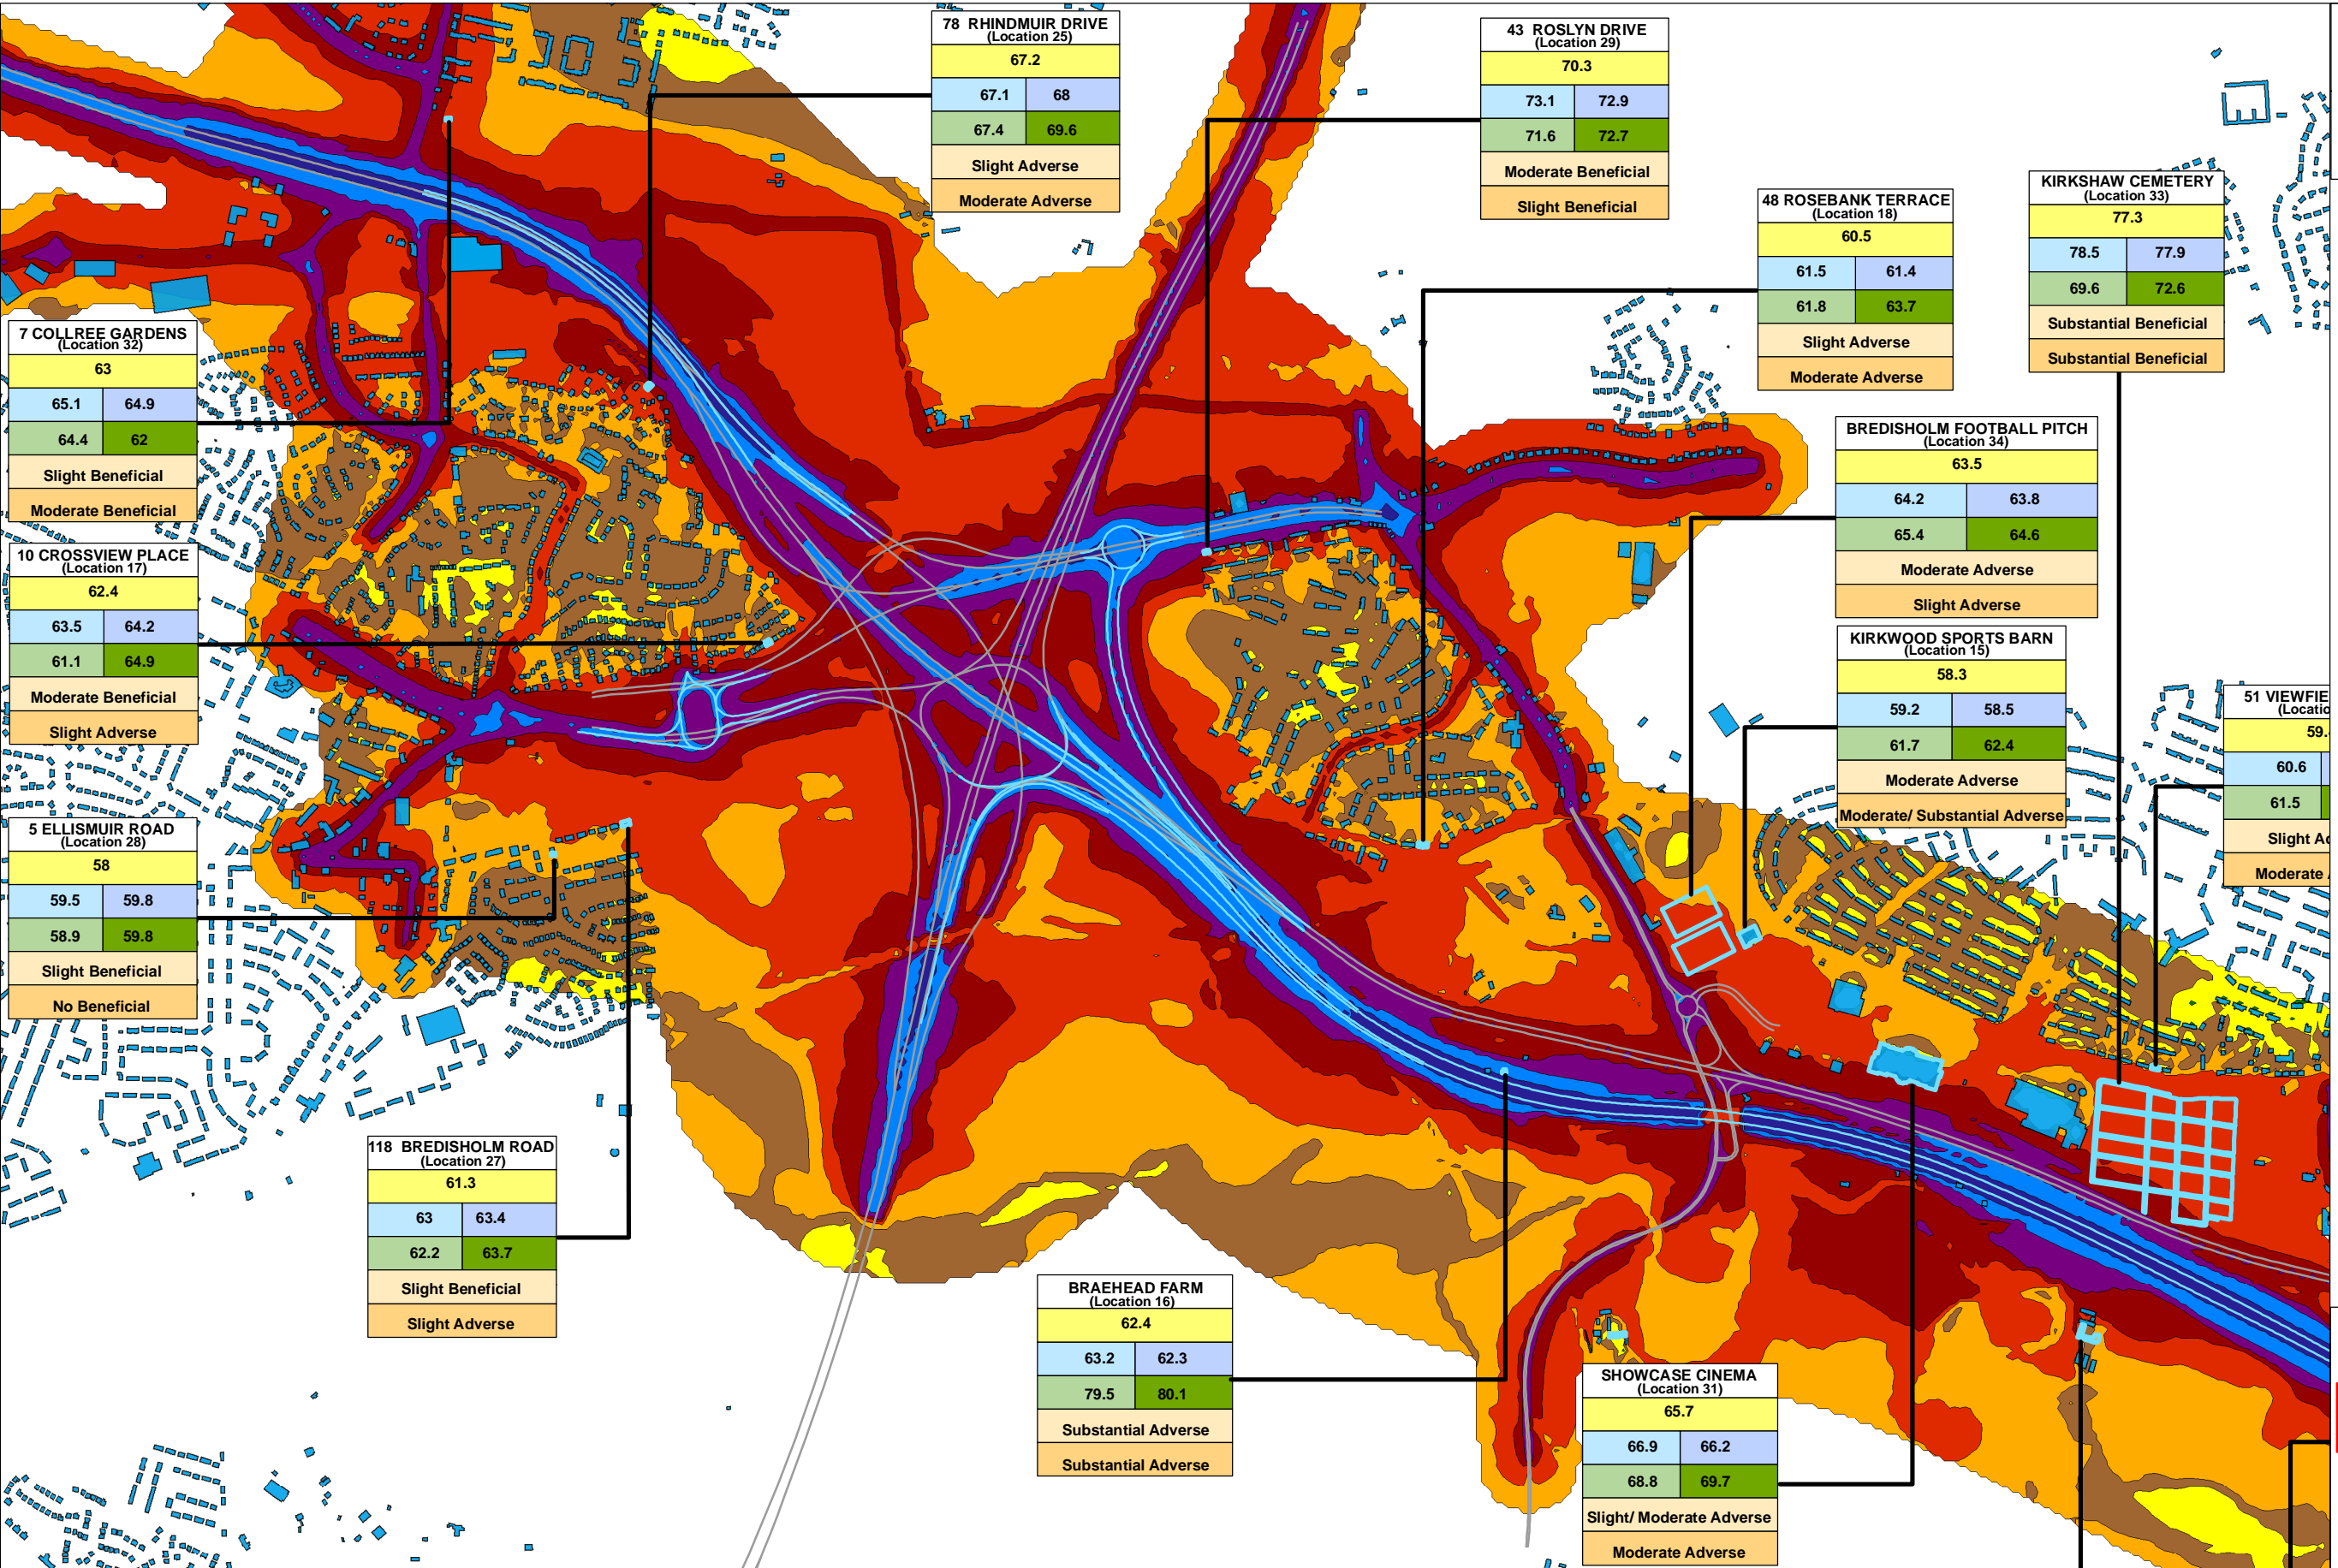 78 RHINDMUIR DRIVE
(Location 25)
67.2
67.1 68
67.4 69.6
Slight Adverse
Moderate Adverse
43 ROSLYN DRIVE
(Location 29)
70.3
73.1 72.9
71.6 72.7
Moderate Beneficial
Slight Beneficial
48 ROSEBANK TERRACE
(Location 18)
60.5
61.5 61.4
61.8 63.7
Slight Adverse
Moderate Adverse
KIRKSHAW CEMETERY
(Location 33)
77.3
78.5 77.9
69.6 72.6
Substantial Beneficial
Substantial Beneficial
7 COLLREE GARDENS
(Location 32)
63
65.1 64.9
64.4 62
Slight Beneficial
Moderate Beneficial
BREDISHOLM FOOTBALL PITCH
(Location 34)
63.5
64.2 63.8
65.4 64.6
Moderate Adverse
Slight Adverse
10 CROSSVIEW PLACE
(Location 17)
62.4
63.5 64.2
61.1 64.9
Moderate Beneficial
Slight Adverse
KIRKWOOD SPORTS BARN
(Location 15)
58.3
59.2 58.5
61.7 62.4
Moderate Adverse
Moderate/ Substantial Adverse
51 VIEWFIE
(Locatio
59.
60.6
61.5
Slight A
Moderate
5 ELLISMUIR ROAD
(Location 28)
58
59.5 59.8
58.9 59.8
Slight Beneficial
No Beneficial
118 BREDISHOLM ROAD
(Location 27)
61.3
63 63.4
62.2 63.7
Slight Beneficial
Slight Adverse
BRAEHEAD FARM
(Location 16)
62.4
63.2 62.3
79.5 80.1
Substantial Adverse
Substantial Adverse
SHOWCASE CINEMA
(Location 31)
65.7
66.9 66.2
68.8 69.7
Slight/ Moderate Adverse
Moderate Adverse